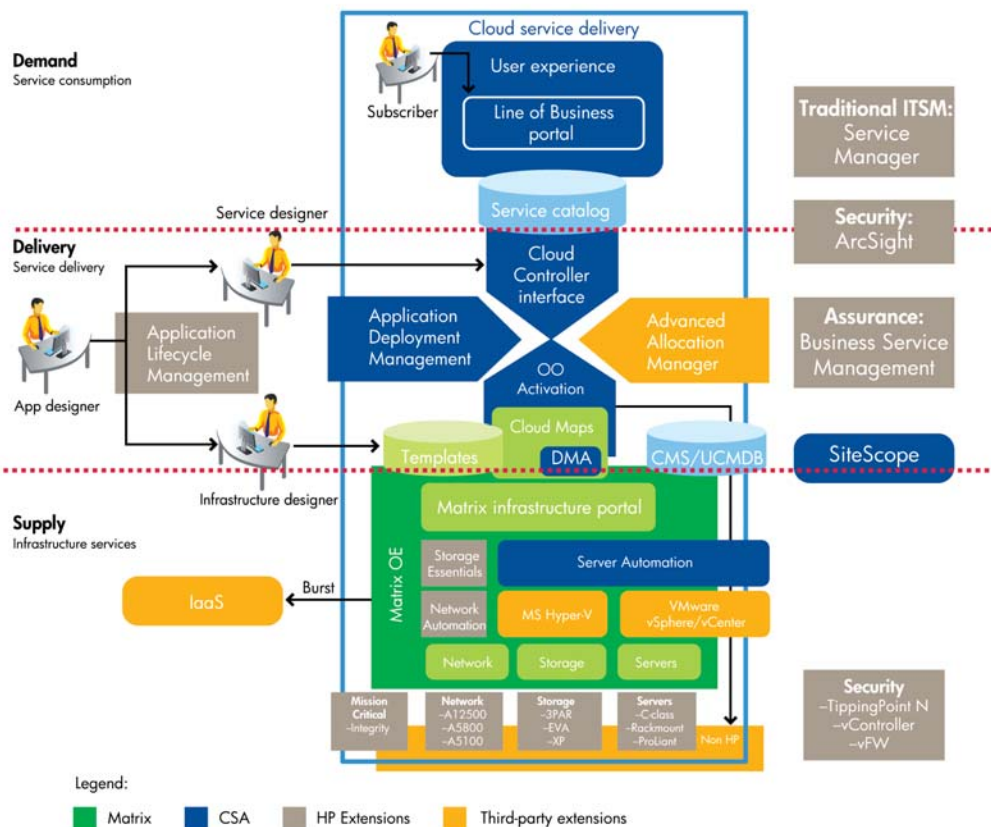 Cloud service delivery
Demand
Service consumption
User experience
Subscriber
Line of Business
portal
Traditional ITSM:
Service
Manager
Service catalog
Service designer
Security:
ArcSight
Delivery
Service delivery
Cloud
Controller
interface
Application
Lifecycle
Management
App designer
Application
Deployment
Management
Advanced
Allocation
Manager
Assurance:
Business Service
Management
OO
Activation
Cloud Maps
DMA
Templates
CMS/UCMDB
SiteScope
Infrastructure designer
Supply
Infrastructure services
Matrix infrastructure portal
Matrix OE
Storage
Essentials
Server Automation
IaaS
Burst
Network
Automation
MS Hyper-V
VMware
vSphere/vCenter
Network
Storage
Servers
Mission
Critical
–Integrity
Network
–A12500
–A5800
–A5100
Storage
–3PAR
–EVA
–XP
Servers
–C-class
–Rackmount
–ProLiant
Non HP
Security
–TippingPoint N
–vController
–vFW
Legend:
Matrix
CSA
HP Extensions
Third-party extensions